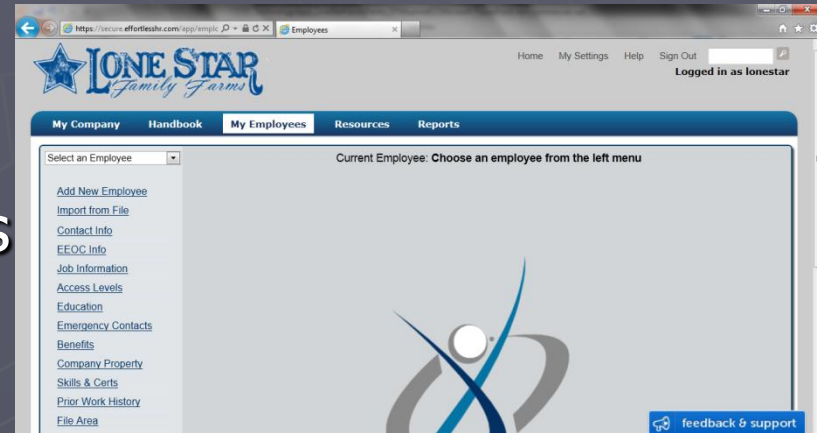 https://secure.effortlesshr.com/app/emplc
Employees
LONE STAR
Family Farms
Home My Settings Help Sign Out
Logged in as lonestar
My Company Handbook My Employees Resources Reports
Select an Employee
Current Employee: Choose an employee from the left menu
Add New Employee
Import from File
Contact Info
EEOC Info
Job Information
Access Levels
Education
Emergency Contacts
Benefits
Company Property
Skills & Certs
Prior Work History
File Area
feedback & support
s